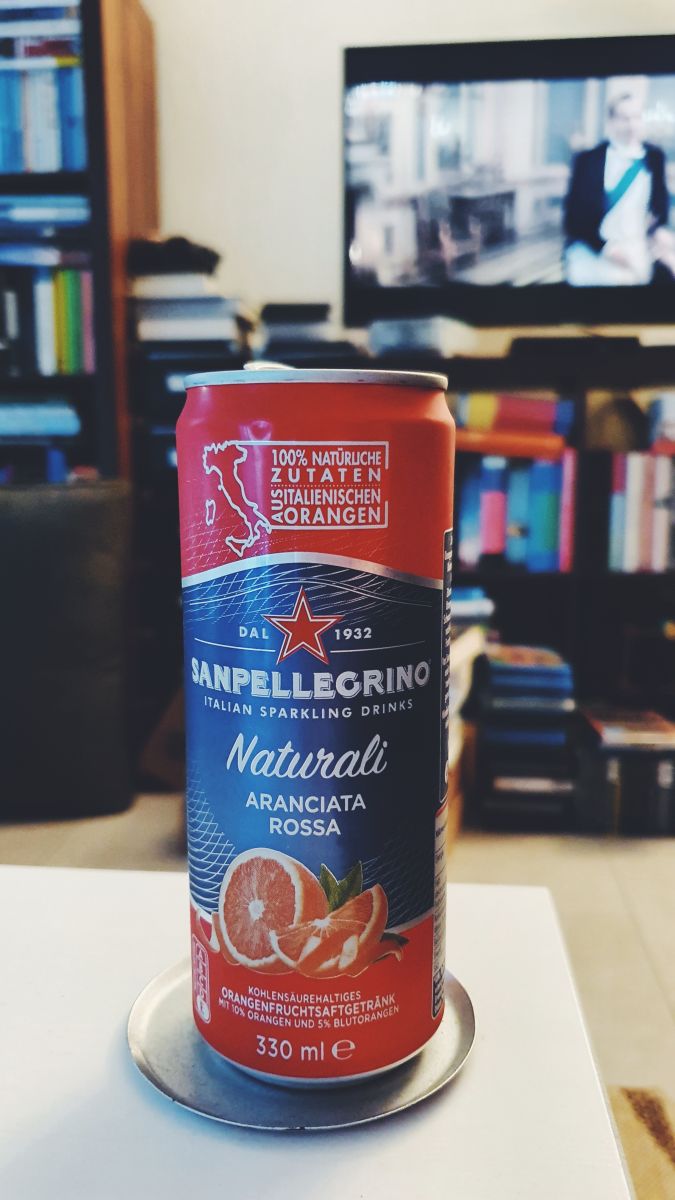 100% NATÜRLICHE
ZUTATEN
AUS ITALIENISCHEN
ORANGEN
DAL 1932
SANPELLEGRINO
ITALIAN SPARKLING DRINKS
Naturali
ARANCIATA
ROSSA
KOHLENSÄUREHALTIGES
ORANGENFRUCHTSAFTGETRÄNK
MIT 10% ORANGEN UND 5% BLUTORANGEN
330 ml ℮